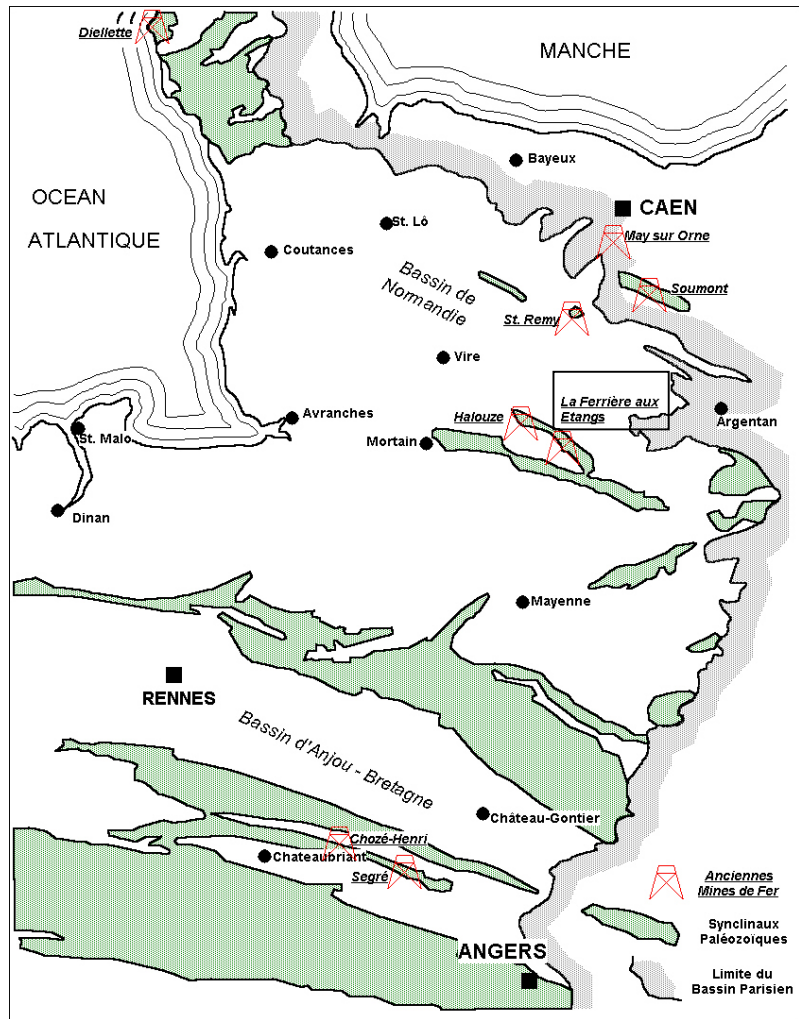 Diellette
MANCHE
Bayeux
OCEAN
ATLANTIQUE
CAEN
St. Lô
May sur Orne
Coutances
Bassin de
Normandie
Soumont
St. Remy
Vire
La Ferrière aux
Etangs
Halouze
Avranches
Argentan
St. Malo
Mortain
Dinan
Mayenne
RENNES
Bassin d'Anjou - Bretagne
Château-Gontier
Chozé-Henri
Chateaubriant
Segré
Anciennes
Mines de Fer
Synclinaux
Paléozoïques
ANGERS
Limite du
Bassin Parisien